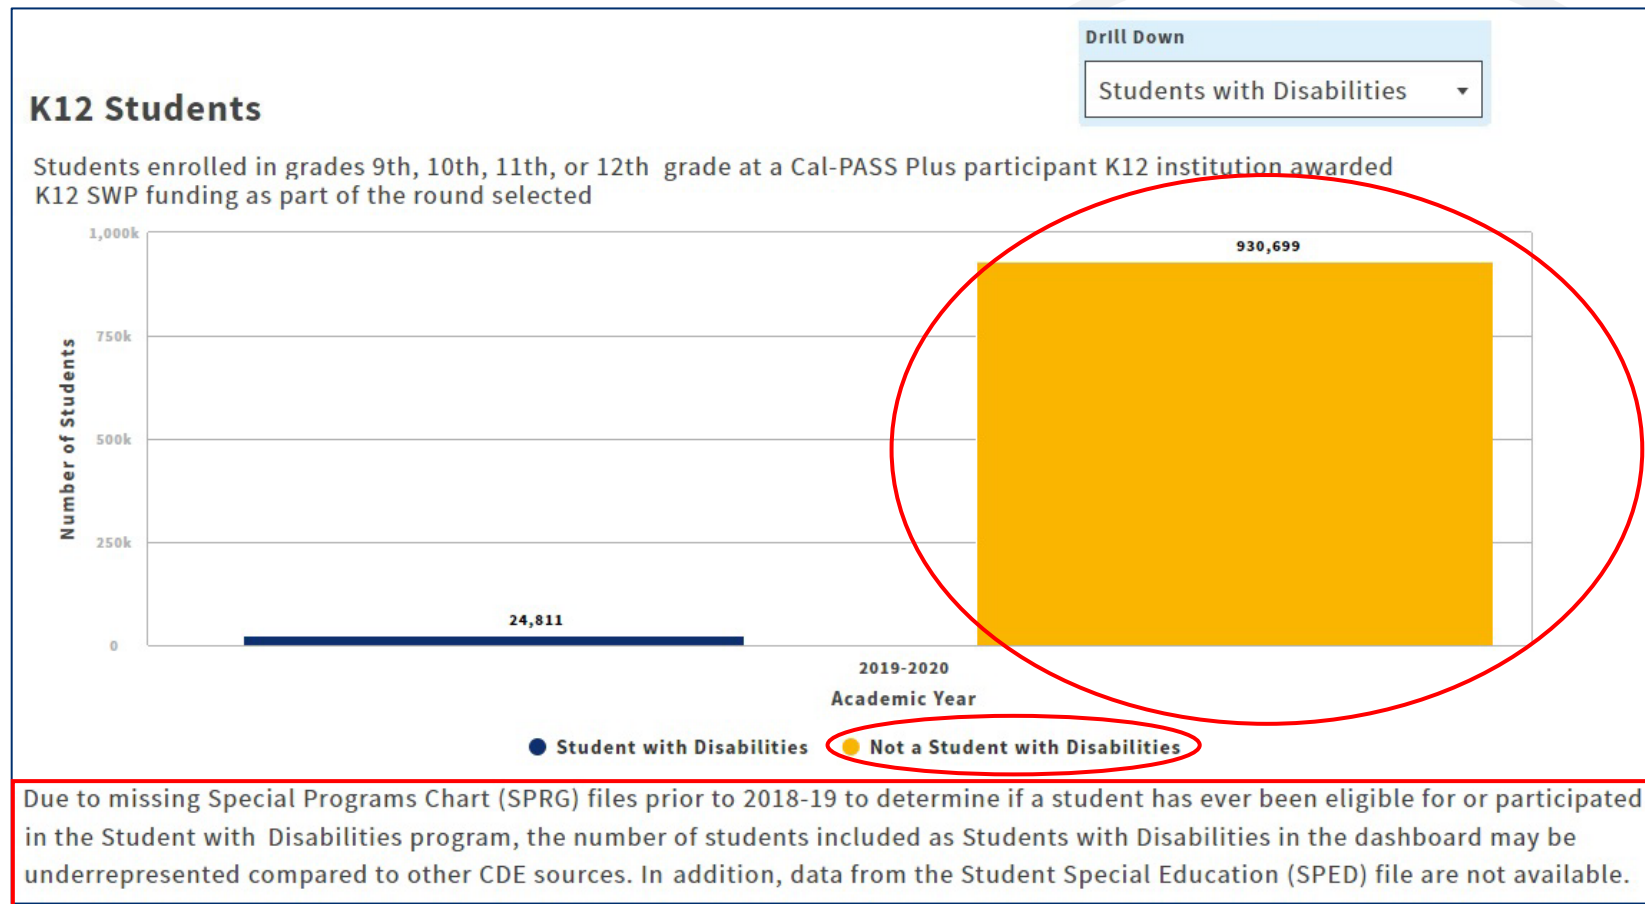 Drill Down
Students with Disabilities
K12 Students
Students enrolled in grades 9th, 10th, 11th, or 12th grade at a Cal-PASS Plus participant K12 institution awarded
K12 SWP funding as part of the round selected
1,000k
750k
500k
250k
0
Number of Students
930,699
24,811
2019-2020
Academic Year
Student with Disabilities
Not a Student with Disabilities
Due to missing Special Programs Chart (SPRG) files prior to 2018-19 to determine if a student has ever been eligible for or participated
in the Student with Disabilities program, the number of students included as Students with Disabilities in the dashboard may be
underrepresented compared to other CDE sources. In addition, data from the Student Special Education (SPED) file are not available.